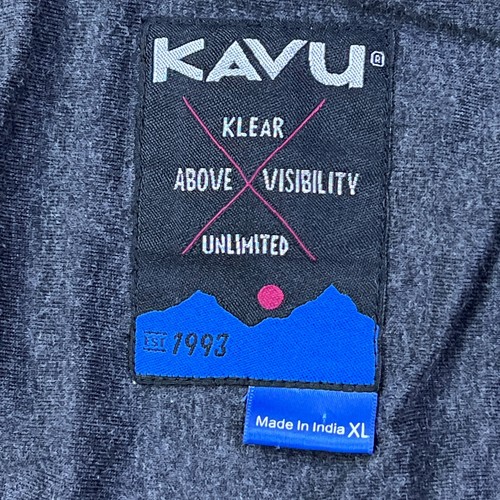 KAVU®
KLEAR
ABOVE VISIBILITY
UNLIMITED
EST 1993
Made In India XL